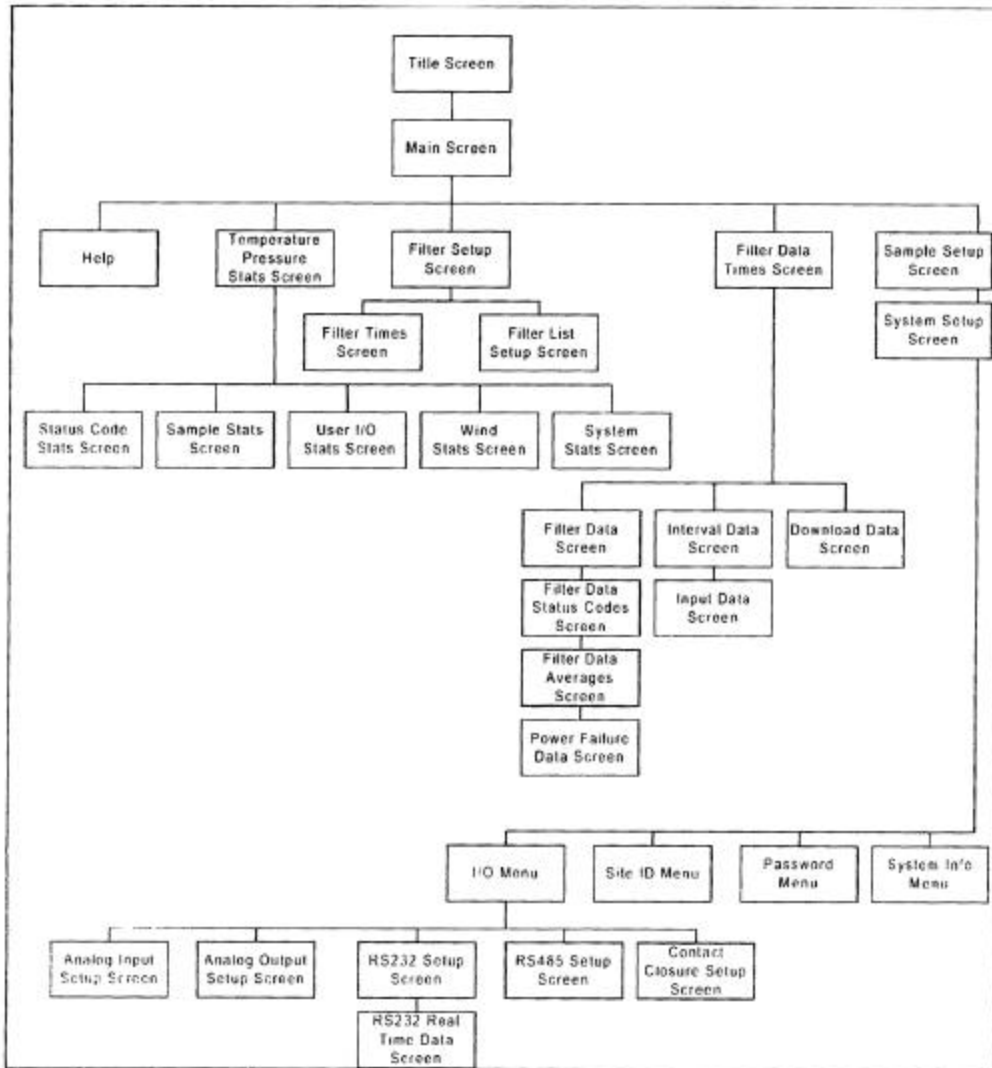 Title Screen
Main Screen
Help
Temperature
Pressure
Stats Screen
Filter Setup
Screen
Filter Data
Times Screen
Sample Setup
Screen
System Setup
Screen
Filter Times
Screen
Filter List
Setup Screen
Status Code
Stats Screen
Sample Stats
Screen
User I/O
Stats Screen
Wind
Stats Screen
System
Stats Screen
Filter Data
Screen
Interval Data
Screen
Download Data
Screen
Filter Data
Status Codes
Screen
Input Data
Screen
Filter Data
Averages
Screen
Power Failure
Data Screen
I/O Menu
Site ID Menu
Password
Menu
System Info
Menu
Analog Input
Setup Screen
Analog Output
Setup Screen
RS232 Setup
Screen
RS485 Setup
Screen
Contact
Closure Setup
Screen
RS232 Real
Time Data
Screen